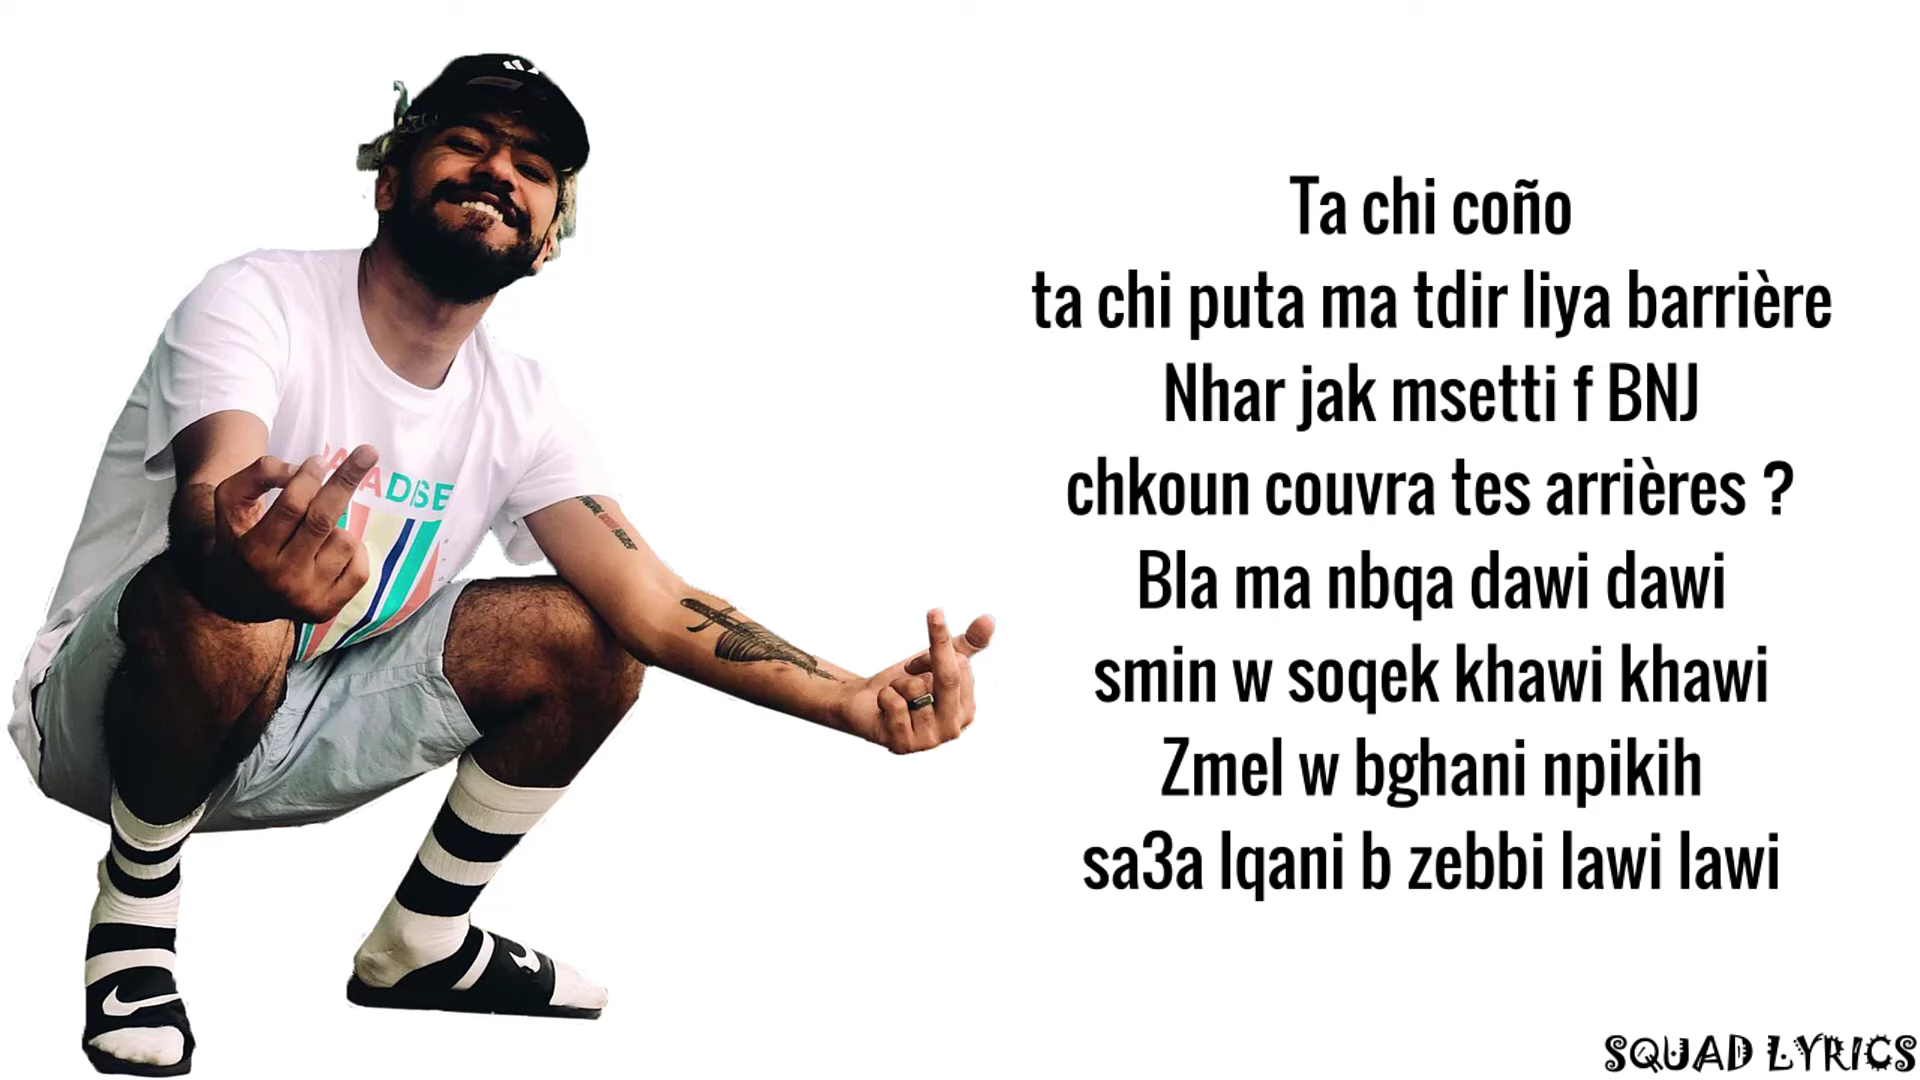 Ta chi coño
ta chi puta ma tdir liya barrière
Nhar jak msetti f BNJ
chkoun couvra tes arrières ?
Bla ma nbqa dawi dawi
smin w soqek khawi khawi
Zmel w bghani npikih
sa3a lqani b zebbi lawi lawi
SQUAD LYRICS